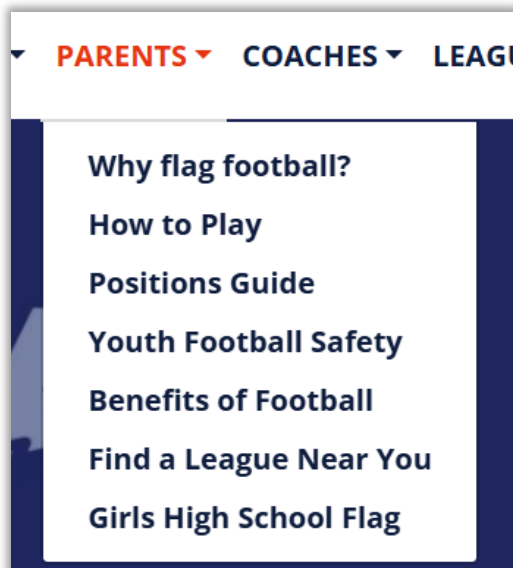 PARENTS COACHES LEAGU
Why flag football?
How to Play
Positions Guide
Youth Football Safety
Benefits of Football
Find a League Near You
Girls High School Flag